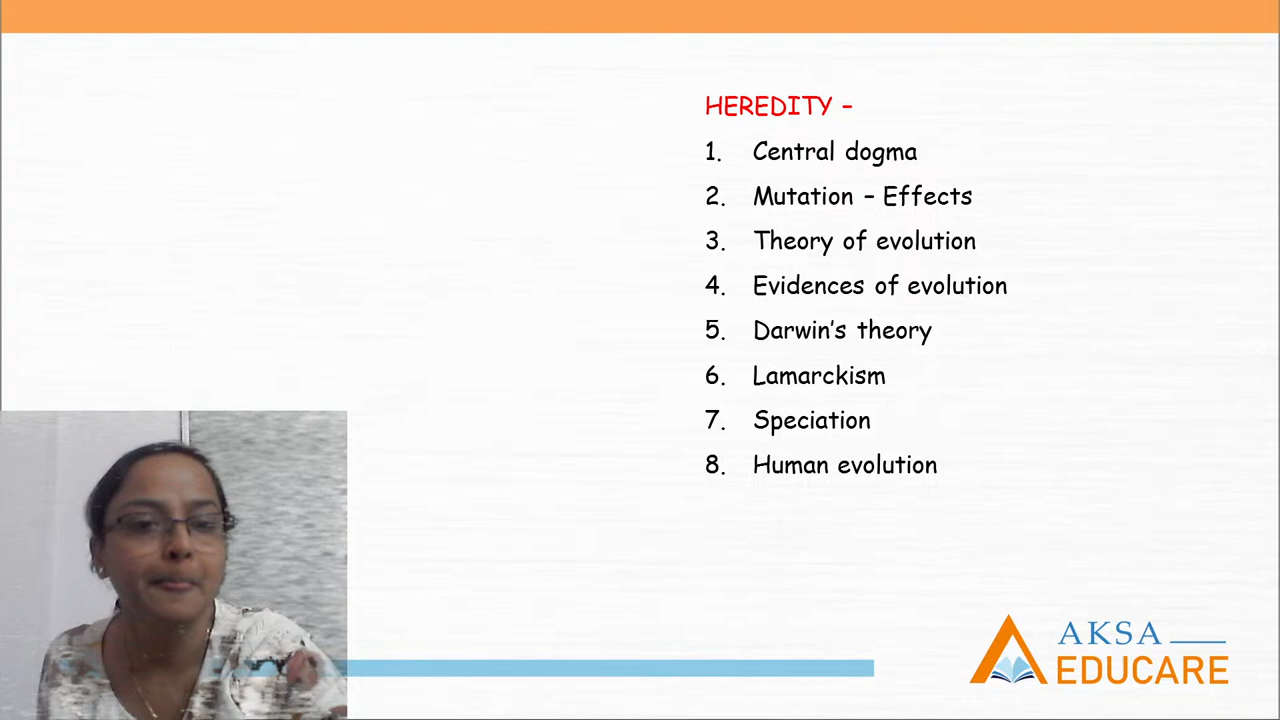 HEREDITY –
1. Central dogma
2. Mutation – Effects
3. Theory of evolution
4. Evidences of evolution
5. Darwin's theory
6. Lamarckism
7. Speciation
8. Human evolution
AKSA
EDUCARE